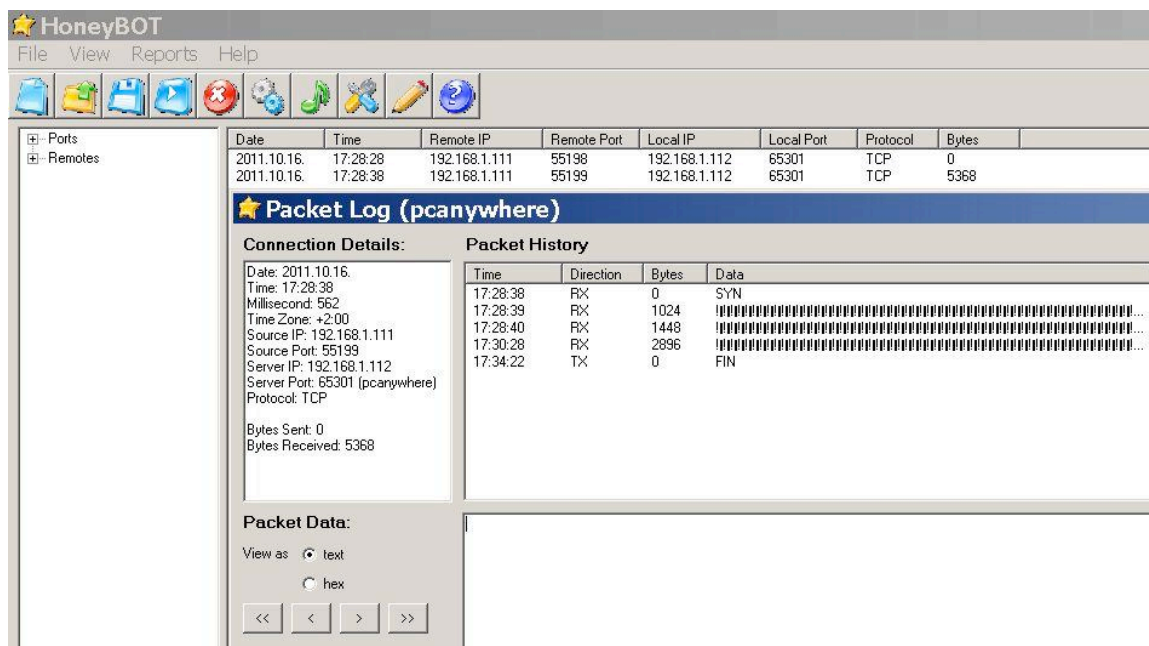 HoneyBOT
File View Reports Help
Ports
Remotes
Date Time Remote IP Remote Port Local IP Local Port Protocol Bytes
2011.10.16. 17:28:28 192.168.1.111 55198 192.168.1.112 65301 TCP 0
2011.10.16. 17:28:38 192.168.1.111 55199 192.168.1.112 65301 TCP 5368
Packet Log (pcanywhere)
Connection Details:
Date: 2011.10.16.
Time: 17:28:38
Millisecond: 562
Time Zone: +2:00
Source IP: 192.168.1.111
Source Port: 55199
Server IP: 192.168.1.112
Server Port: 65301 (pcanywhere)
Protocol: TCP
Bytes Sent: 0
Bytes Received: 5368
Packet History
Time Direction Bytes Data
17:28:38 RX 0 SYN
17:28:39 RX 1024
17:28:40 RX 1448
17:30:28 RX 2896
17:34:22 TX 0 FIN
Packet Data:
View as text
hex
<< < > >>